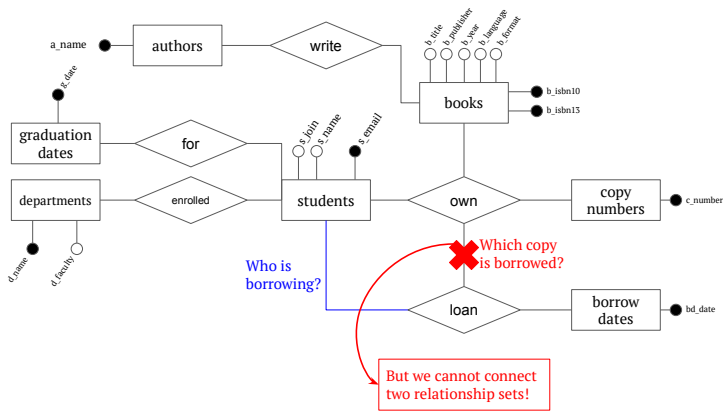 a_name
authors
write
b_title
b_publisher
b_year
b_language
b_format
books
b_isbn10
b_isbn13
g_date
graduation
dates
for
s_join
s_name
s_email
departments
enrolled
students
own
copy
numbers
c_number
d_name
d_faculty
Who is
borrowing?
Which copy
is borrowed?
loan
borrow
dates
bd_date
But we cannot connect
two relationship sets!